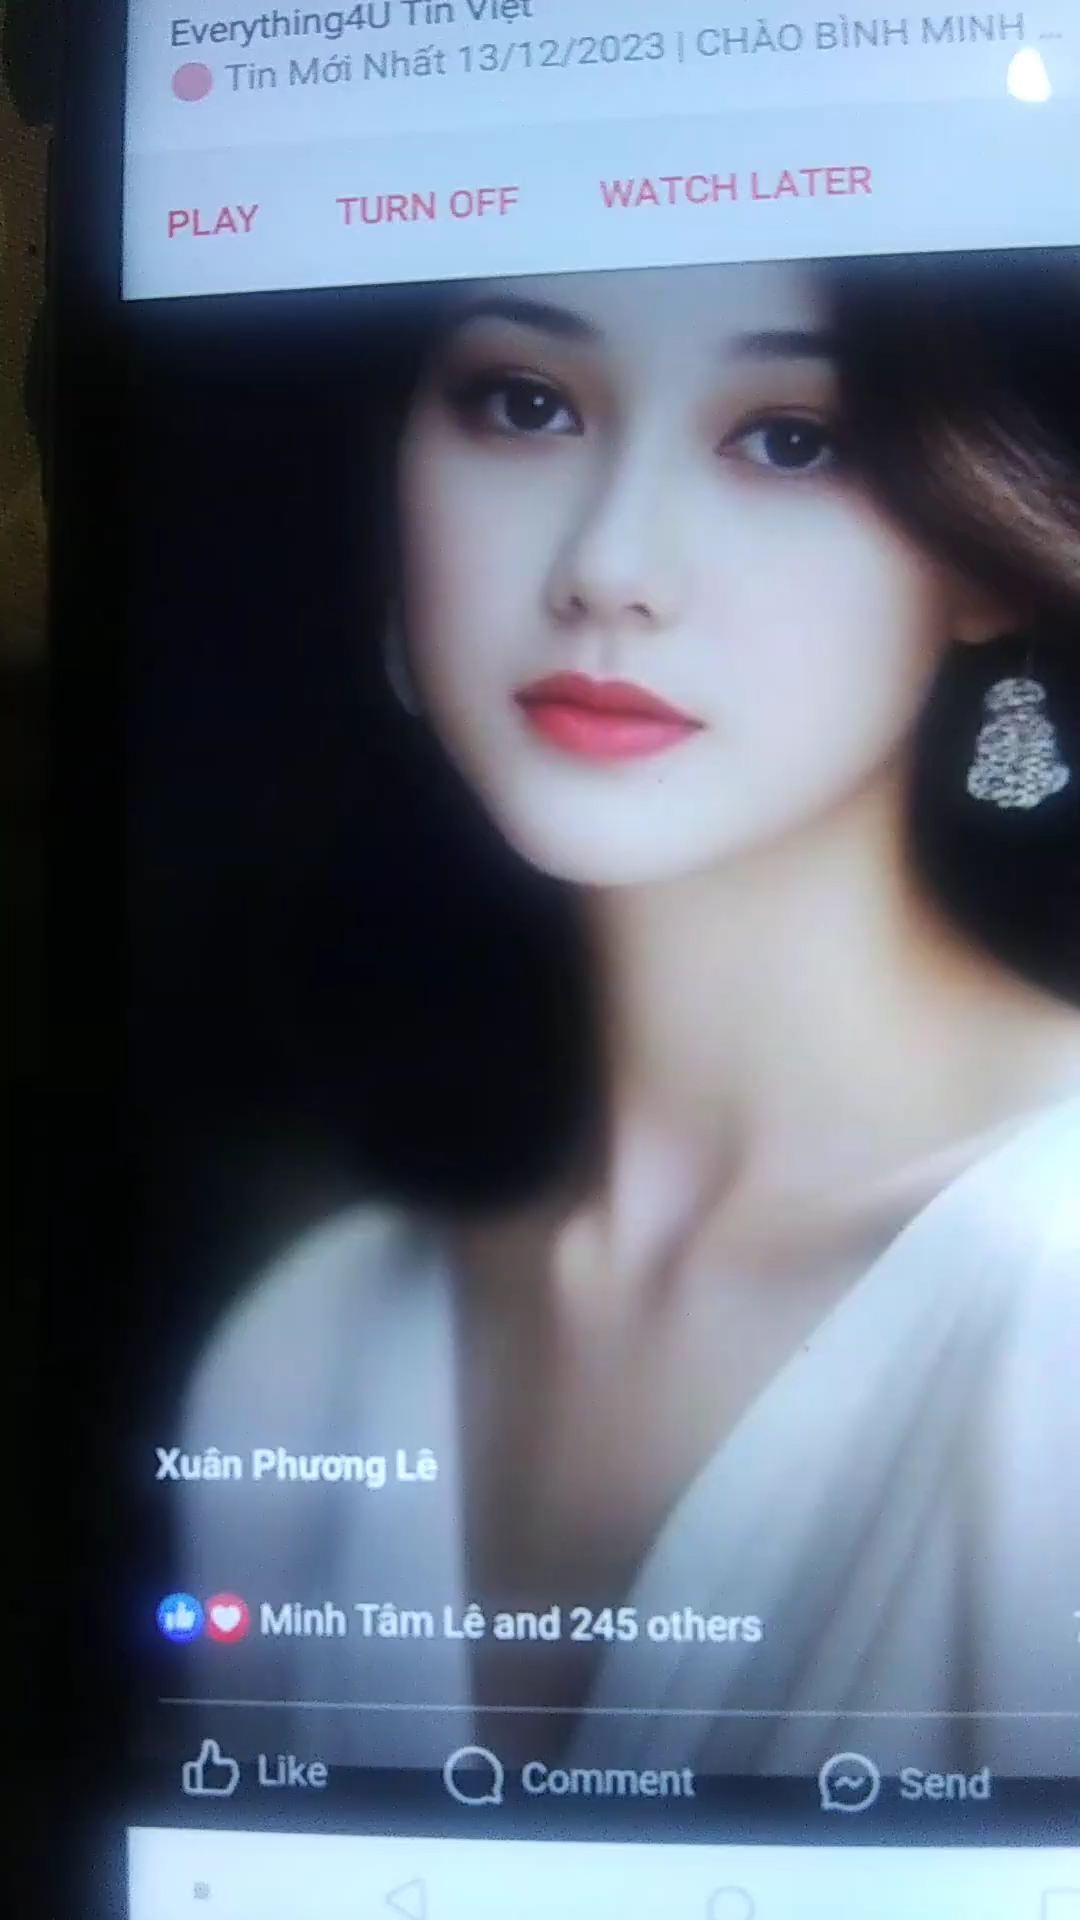 Everything4U Tin Việt
Tin Mới Nhất 13/12/2023 | CHÀO BÌNH MINH ...
PLAY TURN OFF WATCH LATER
Xuân Phương Lê
Minh Tâm Lê and 245 others
Like Comment Send